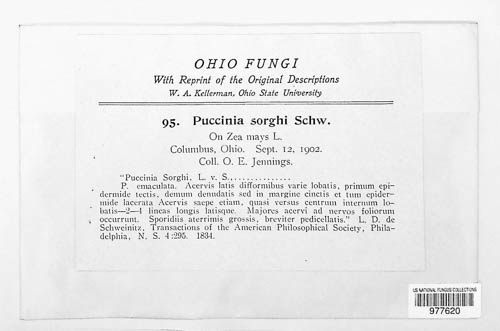 OHIO FUNGI
With Reprint of the Original Descriptions
W. A. Kellerman, Ohio State University
95. Puccinia sorghi Schw.
On Zea mays L.
Columbus, Ohio. Sept. 12, 1902.
Coll. O. E. Jennings.
"Puccinia Sorghi, L. v. S.,.............
P. emaculata. Acervis latis difformibus varie lobatis, primum epi-
dermide tectis, demum denudatis sed in margine cinctis et tum epider-
mide lacerata Acervis saepe etiam, quasi versus centrum internum lo-
batis—2—4 lineas longis latisque. Majores acervi ad nervos foliorum
occurrunt. Sporidiis aterrimis grossis, breviter pedicellatis." L. D. de
Schweinitz, Transactions of the American Philosophical Society, Phila-
delphia, N. S. 4:295. 1834.
US NATIONAL FUNGUS COLLECTIONS
977620